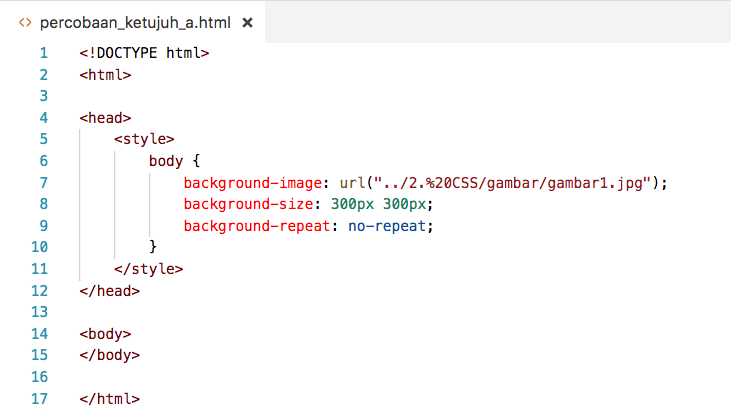 <> percobaan_ketujuh_a.html ×
1 <!DOCTYPE html>
2 <html>
3
4 <head>
5     <style>
6         body {
7             background-image: url("../2.%20CSS/gambar/gambar1.jpg");
8             background-size: 300px 300px;
9             background-repeat: no-repeat;
10         }
11     </style>
12 </head>
13
14 <body>
15 </body>
16
17 </html>